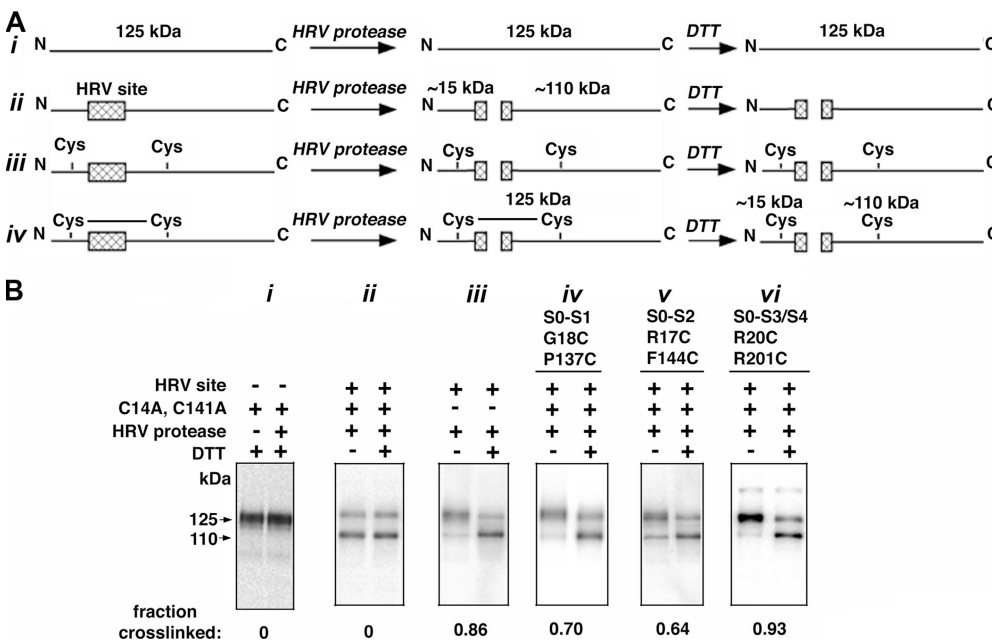 A
i N 125 kDa C HRV protease N 125 kDa C DTT N 125 kDa C
ii N HRV site C HRV protease N ~15 kDa ~110 kDa C DTT N C
iii N Cys Cys C HRV protease N Cys Cys C DTT N Cys Cys C
iv N Cys Cys C HRV protease N Cys 125 kDa Cys C DTT N ~15 kDa Cys ~110 kDa Cys C
B
i ii iii iv v vi
S0-S1 S0-S2 S0-S3/S4
G18C R17C R20C
P137C F144C R201C
HRV site - - + + + + + + + + + +
C14A, C141A + + + + - - + + + + + +
HRV protease - + + + + + + + + + + +
DTT + + - + - + - + - + - +
kDa
125
110
fraction
crosslinked: 0 0 0.86 0.70 0.64 0.93